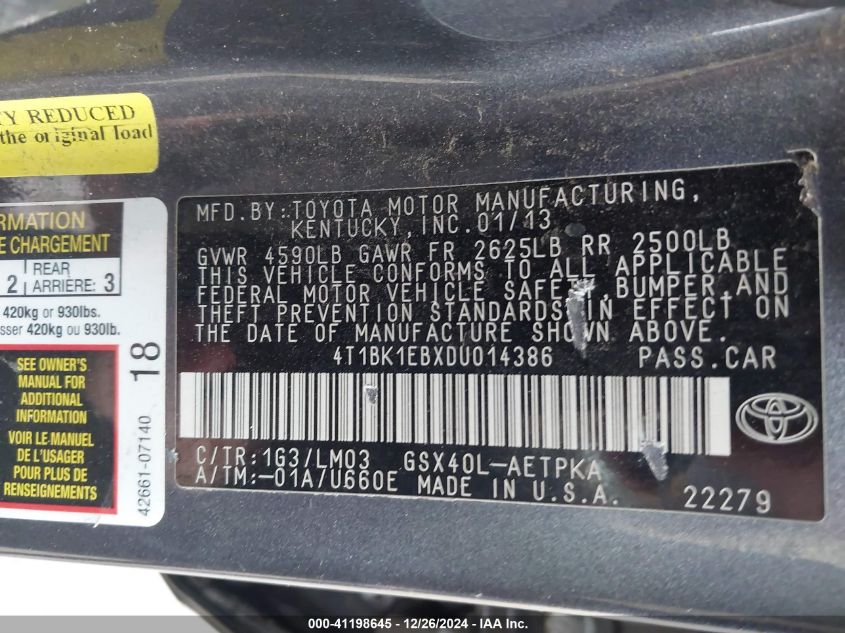 TY REDUCED
the original load
ORMATION
E CHARGEMENT
2 REAR ARRIÈRE: 3
420kg or 930lbs.
sser 420kg ou 930lb.
SEE OWNER'S
MANUAL FOR
ADDITIONAL
INFORMATION
VOIR LE MANUEL
DE L'USAGER
POUR PLUS DE
RENSEIGNEMENTS
18
42661-07140
MFD. BY: TOYOTA MOTOR MANUFACTURING,
KENTUCKY, INC. 01/13
GVWR 4590LB GAWR FR 2625LB RR 2500LB
THIS VEHICLE CONFORMS TO ALL APPLICABLE
FEDERAL MOTOR VEHICLE SAFETY, BUMPER, AND
THEFT PREVENTION STANDARDS IN EFFECT ON
THE DATE OF MANUFACTURE SHOWN ABOVE.
4T1BK1EBXDU014386 PASS. CAR
C/TR: 1G3/LM03 GSX40L-AETPKA
A/TM: -01A/U660E MADE IN U.S.A. 22279
000-41198645 - 12/26/2024 - IAA Inc.